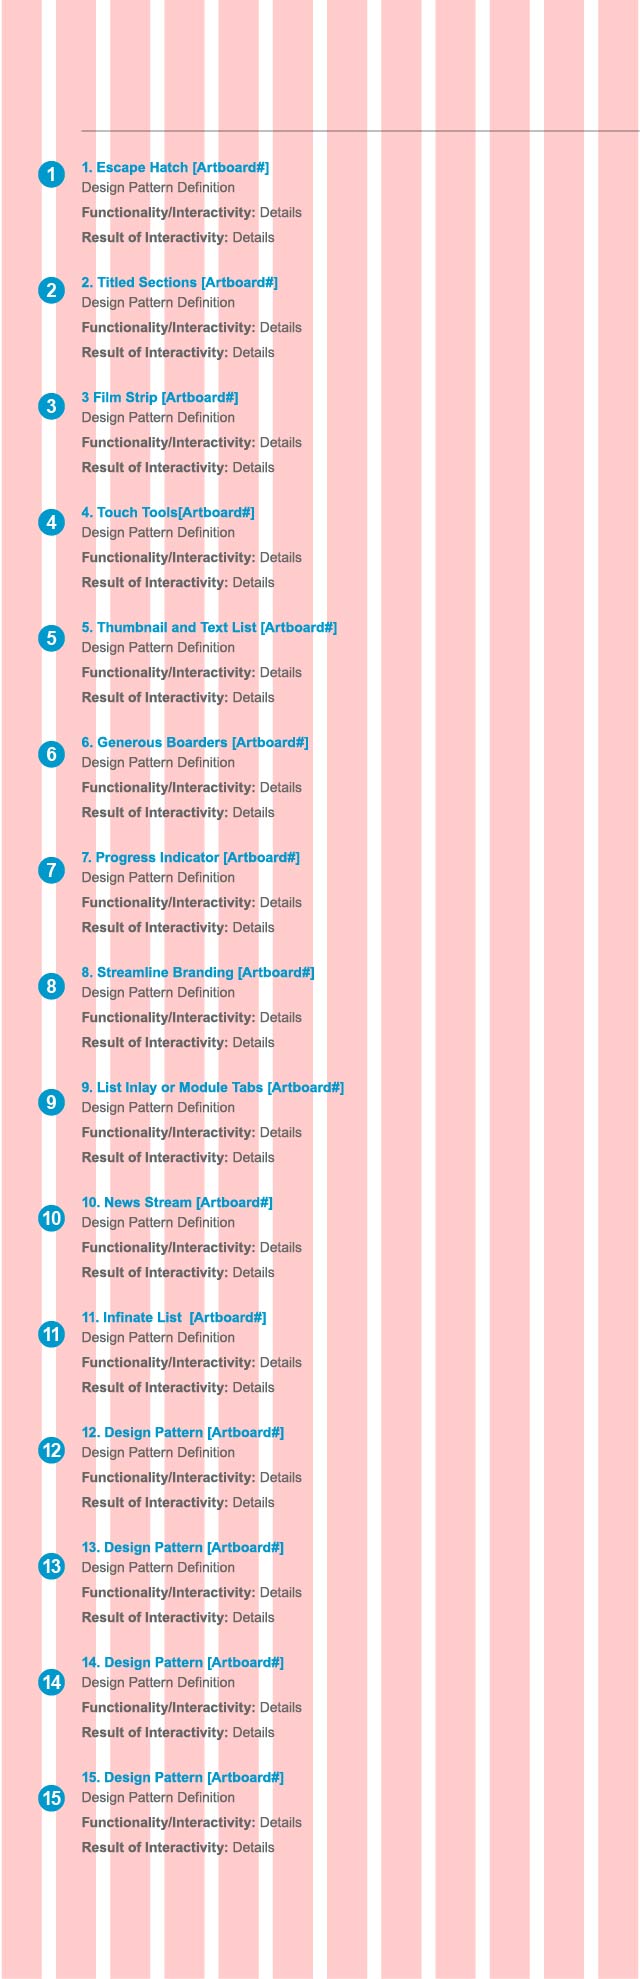 1
1. Escape Hatch [Artboard#]
Design Pattern Definition
Functionality/Interactivity: Details
Result of Interactivity: Details
2
2. Titled Sections [Artboard#]
Design Pattern Definition
Functionality/Interactivity: Details
Result of Interactivity: Details
3
3 Film Strip [Artboard#]
Design Pattern Definition
Functionality/Interactivity: Details
Result of Interactivity: Details
4
4. Touch Tools[Artboard#]
Design Pattern Definition
Functionality/Interactivity: Details
Result of Interactivity: Details
5
5. Thumbnail and Text List [Artboard#]
Design Pattern Definition
Functionality/Interactivity: Details
Result of Interactivity: Details
6
6. Generous Boarders [Artboard#]
Design Pattern Definition
Functionality/Interactivity: Details
Result of Interactivity: Details
7
7. Progress Indicator [Artboard#]
Design Pattern Definition
Functionality/Interactivity: Details
Result of Interactivity: Details
8
8. Streamline Branding [Artboard#]
Design Pattern Definition
Functionality/Interactivity: Details
Result of Interactivity: Details
9
9. List Inlay or Module Tabs [Artboard#]
Design Pattern Definition
Functionality/Interactivity: Details
Result of Interactivity: Details
10
10. News Stream [Artboard#]
Design Pattern Definition
Functionality/Interactivity: Details
Result of Interactivity: Details
11
11. Infinate List  [Artboard#]
Design Pattern Definition
Functionality/Interactivity: Details
Result of Interactivity: Details
12
12. Design Pattern [Artboard#]
Design Pattern Definition
Functionality/Interactivity: Details
Result of Interactivity: Details
13
13. Design Pattern [Artboard#]
Design Pattern Definition
Functionality/Interactivity: Details
Result of Interactivity: Details
14
14. Design Pattern [Artboard#]
Design Pattern Definition
Functionality/Interactivity: Details
Result of Interactivity: Details
15
15. Design Pattern [Artboard#]
Design Pattern Definition
Functionality/Interactivity: Details
Result of Interactivity: Details